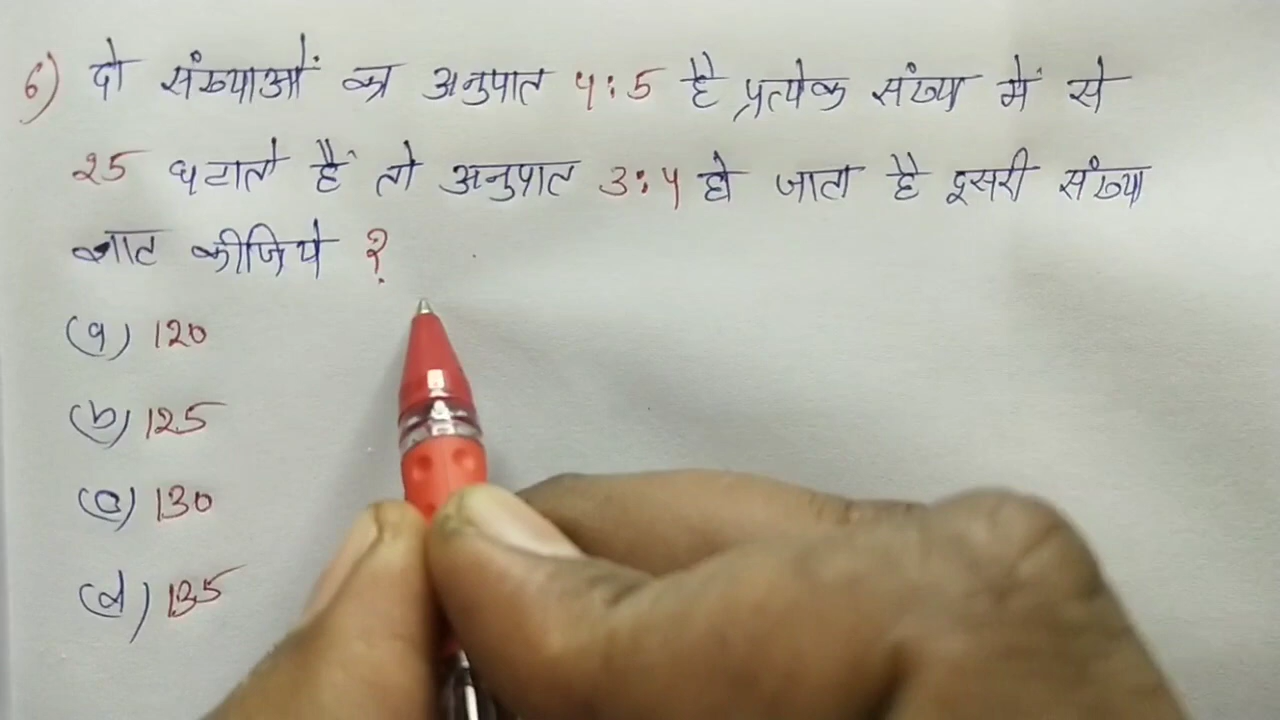 6) दो संख्याओं का अनुपात 4:5 है प्रत्येक संख्या में से
25 घटाते हैं तो अनुपात 3:4 हो जाता है दूसरी संख्या
ज्ञात कीजिये ?
(a) 120
(b) 125
(c) 130
(d) 135